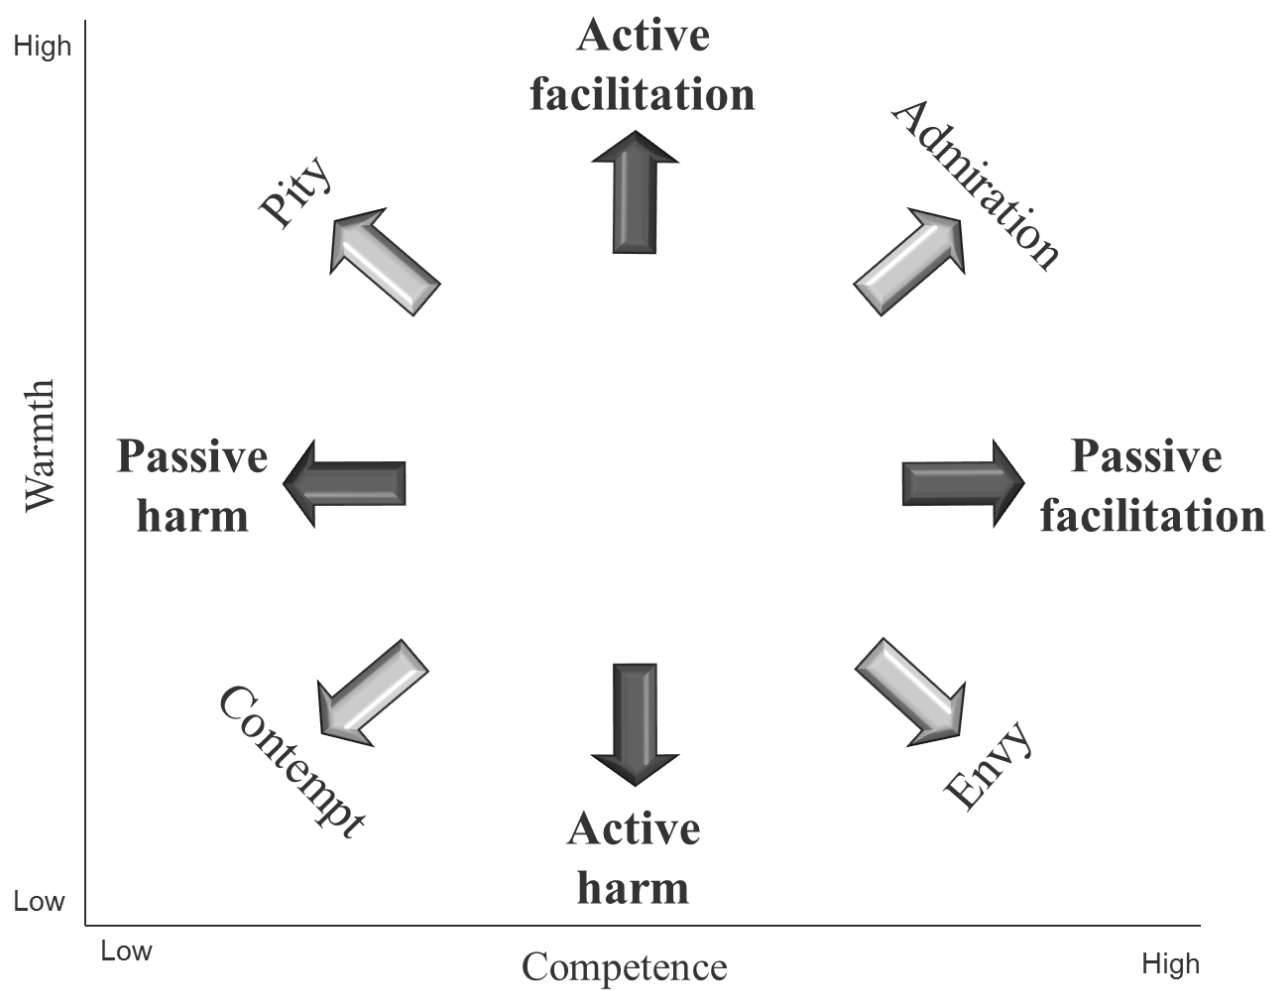 High
Active
facilitation
Admiration
Pity
Warmth
Passive
harm
Passive
facilitation
Contempt
Envy
Active
harm
Low
Low
Competence
High